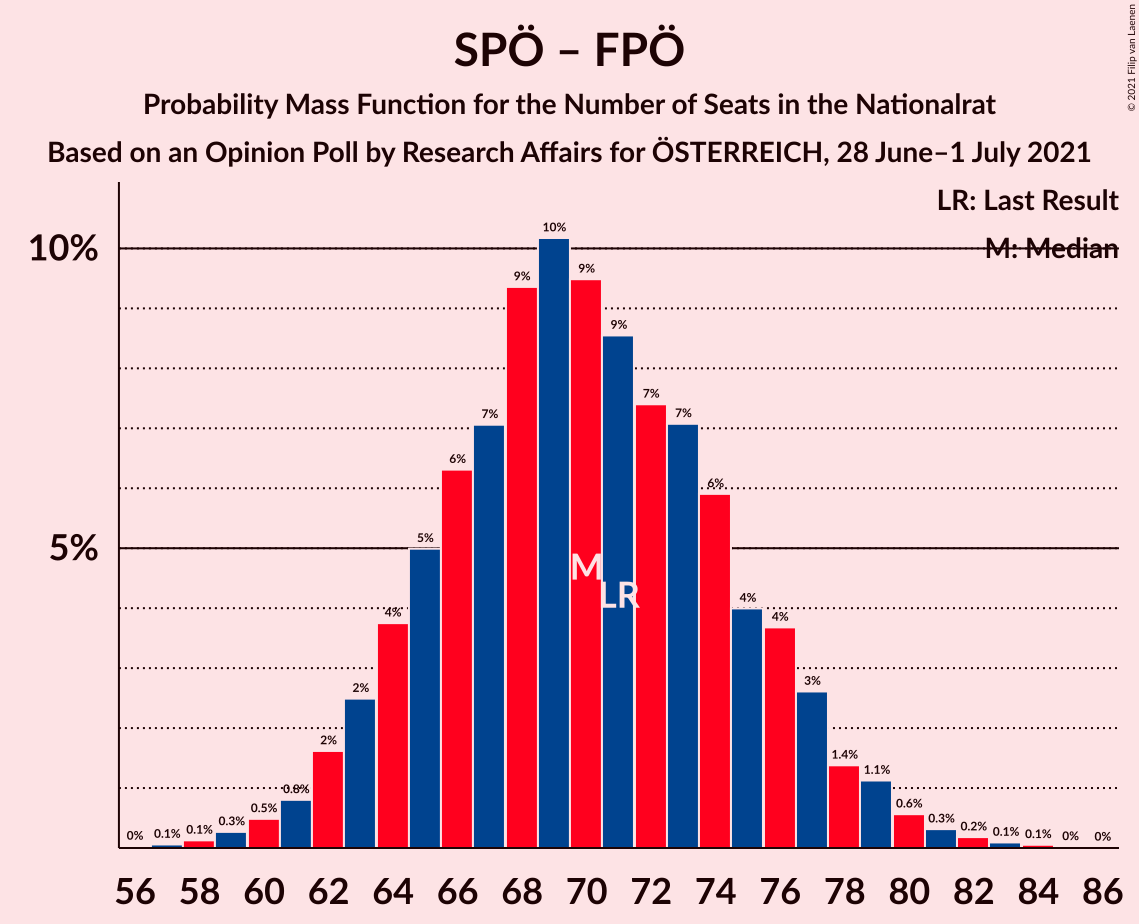 SPÖ – FPÖ
Probability Mass Function for the Number of Seats in the Nationalrat
Based on an Opinion Poll by Research Affairs for ÖSTERREICH, 28 June–1 July 2021
© 2021 Filip van Laenen
LR: Last Result
M: Median
10%
5%
0% 0.1% 0.1% 0.3% 0.5% 0.8% 2% 2% 4% 5% 6% 7% 9% 10% 9% 9% 7% 7% 6% 4% 4% 3% 1.4% 1.1% 0.6% 0.3% 0.2% 0.1% 0.1% 0% 0%
M
LR
56 58 60 62 64 66 68 70 72 74 76 78 80 82 84 86